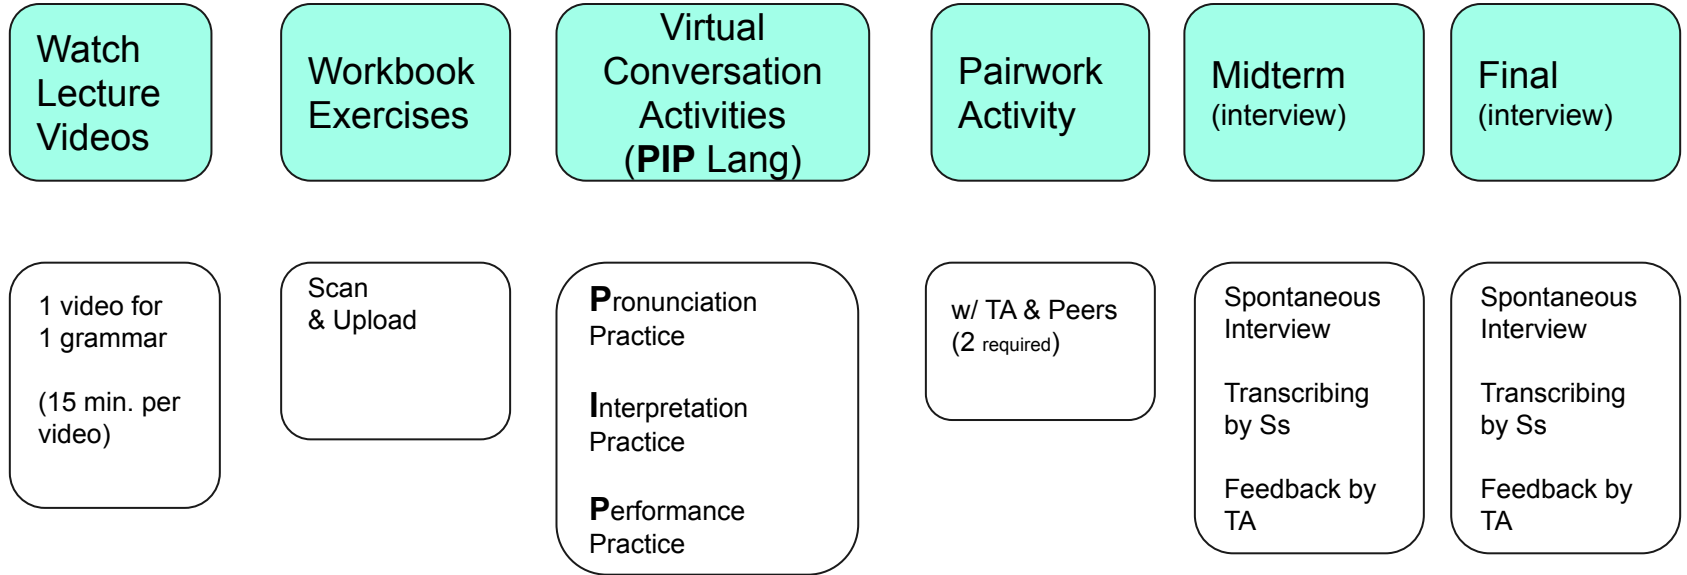 Watch
Lecture
Videos
Workbook
Exercises
Virtual
Conversation
Activities
(PIP Lang)
Pairwork
Activity
Midterm
(interview)
Final
(interview)
1 video for
1 grammar
(15 min. per
video)
Scan
& Upload
Pronunciation
Practice
Interpretation
Practice
Performance
Practice
w/ TA & Peers
(2 required)
Spontaneous
Interview
Transcribing
by Ss
Feedback by
TA
Spontaneous
Interview
Transcribing
by Ss
Feedback by
TA